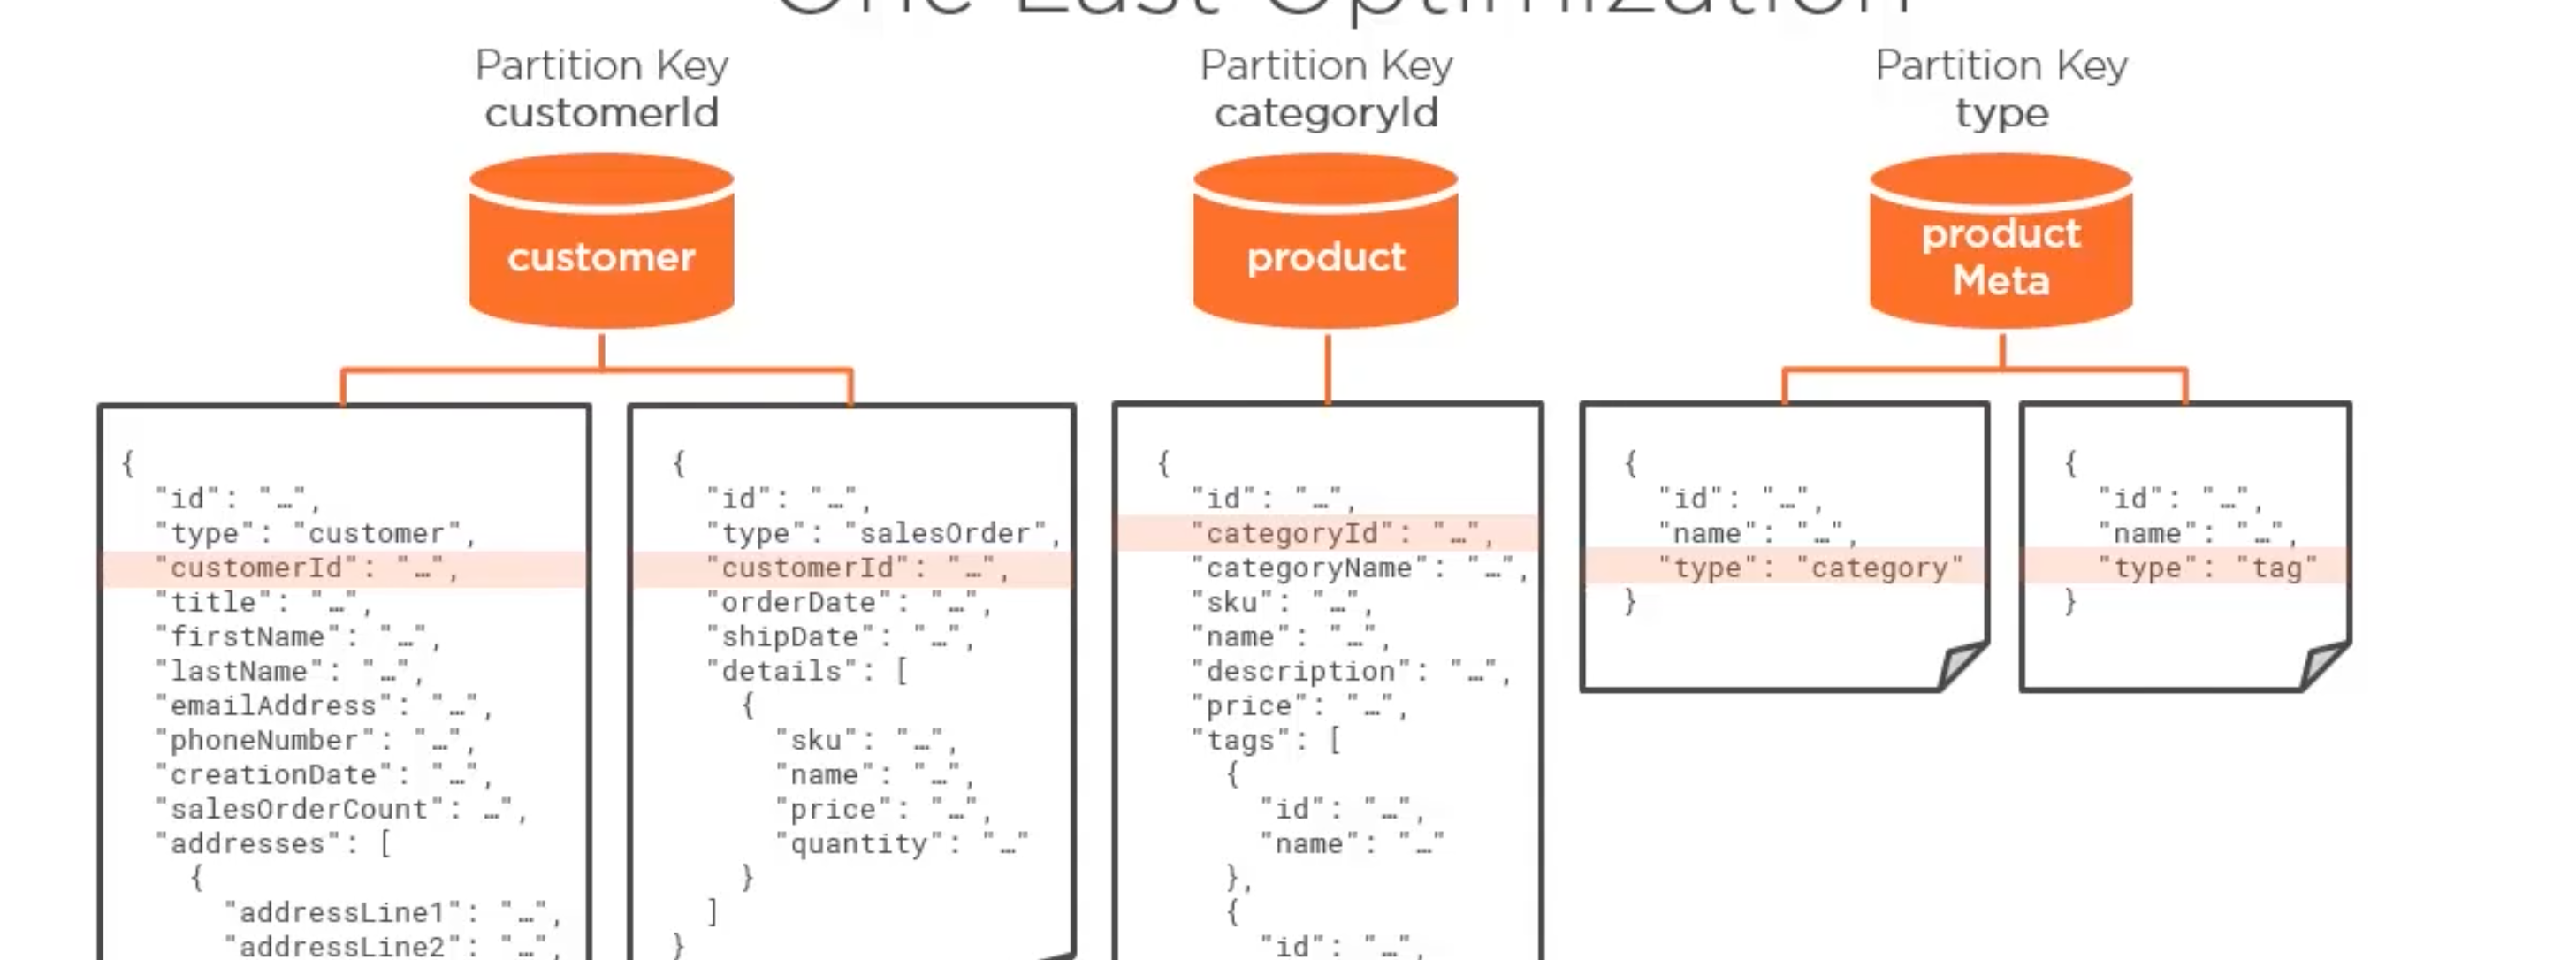 One Last Optimization
Partition Key
customerId
customer
{
"id": "…",
"type": "customer",
"customerId": "…",
"title": "…",
"firstName": "…",
"lastName": "…",
"emailAddress": "…",
"phoneNumber": "…",
"creationDate": "…",
"salesOrderCount": …",
"addresses": [
{
"addressLine1": "…",
"addressLine2": "…",
{
"id": "…",
"type": "salesOrder",
"customerId": "…",
"orderDate": "…",
"shipDate": "…",
"details": [
{
"sku": "…",
"name": "…",
"price": "…",
"quantity": "…"
}
]
}
Partition Key
categoryId
product
{
"id": "…",
"categoryId": "…",
"categoryName": "…",
"sku": "…",
"name": "…",
"description": "…",
"price": "…",
"tags": [
{
"id": "…",
"name": "…"
},
{
"id": "…",
Partition Key
type
product
Meta
{
"id": "…",
"name": "…",
"type": "category"
}
{
"id": "…",
"name": "…",
"type": "tag"
}